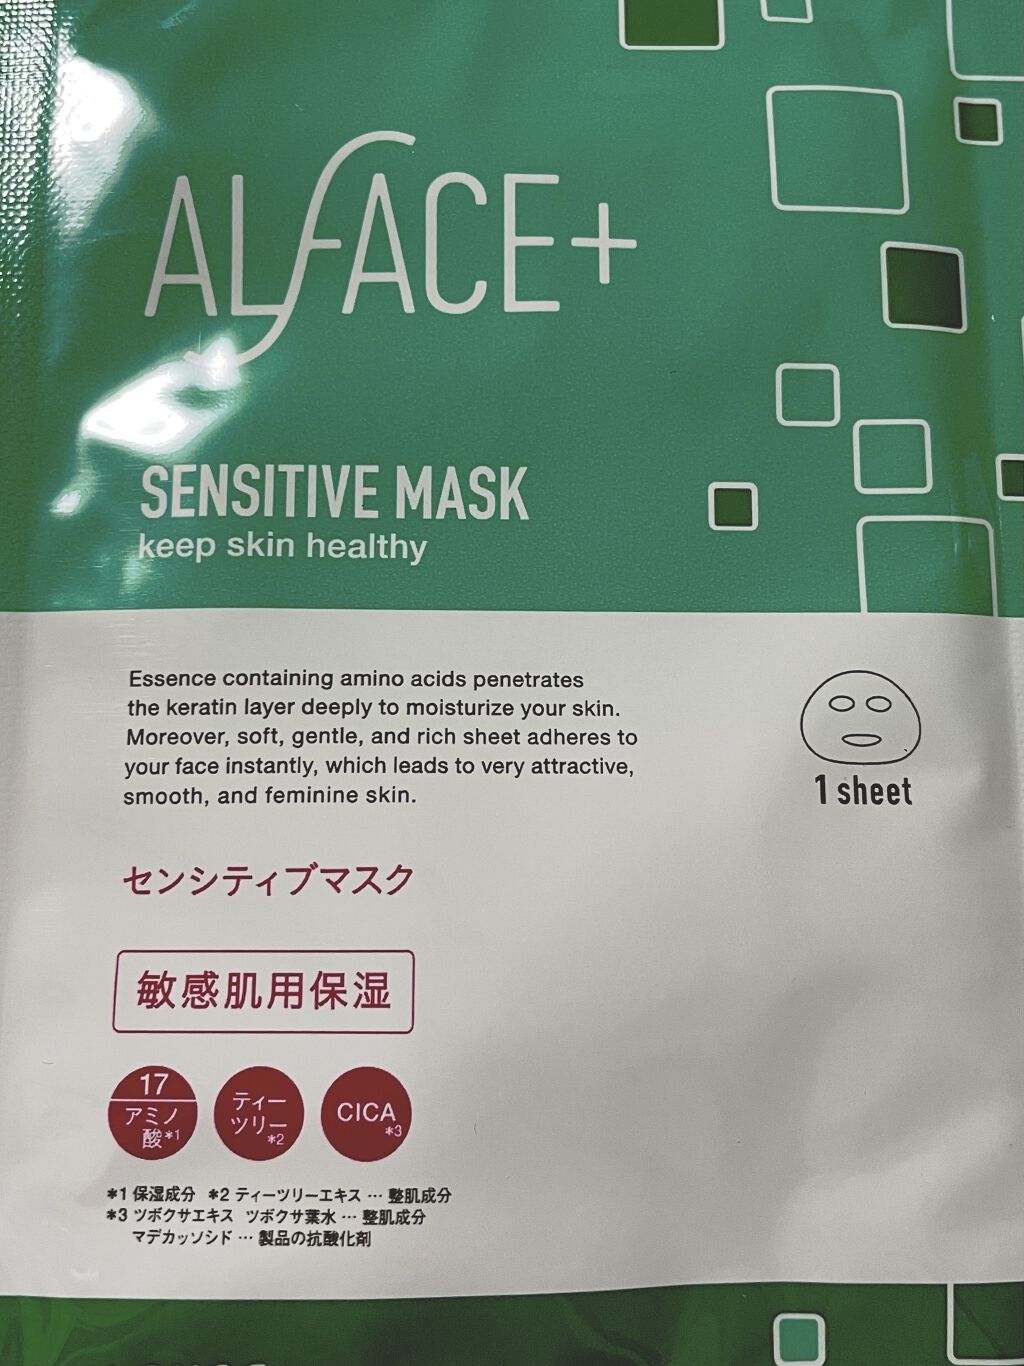 ALFACE+
SENSITIVE MASK
keep skin healthy
Essence containing amino acids penetrates
the keratin layer deeply to moisturize your skin.
Moreover, soft, gentle, and rich sheet adheres to
your face instantly, which leads to very attractive,
smooth, and feminine skin.
1 sheet
センシティブマスク
敏感肌用保湿
17
アミノ
酸*1
ティー
ツリー
*2
CICA
*3
*1 保湿成分 *2 ティーツリーエキス … 整肌成分
*3 ツボクサエキス ツボクサ葉水 … 整肌成分
マデカッソシド … 製品の抗酸化剤